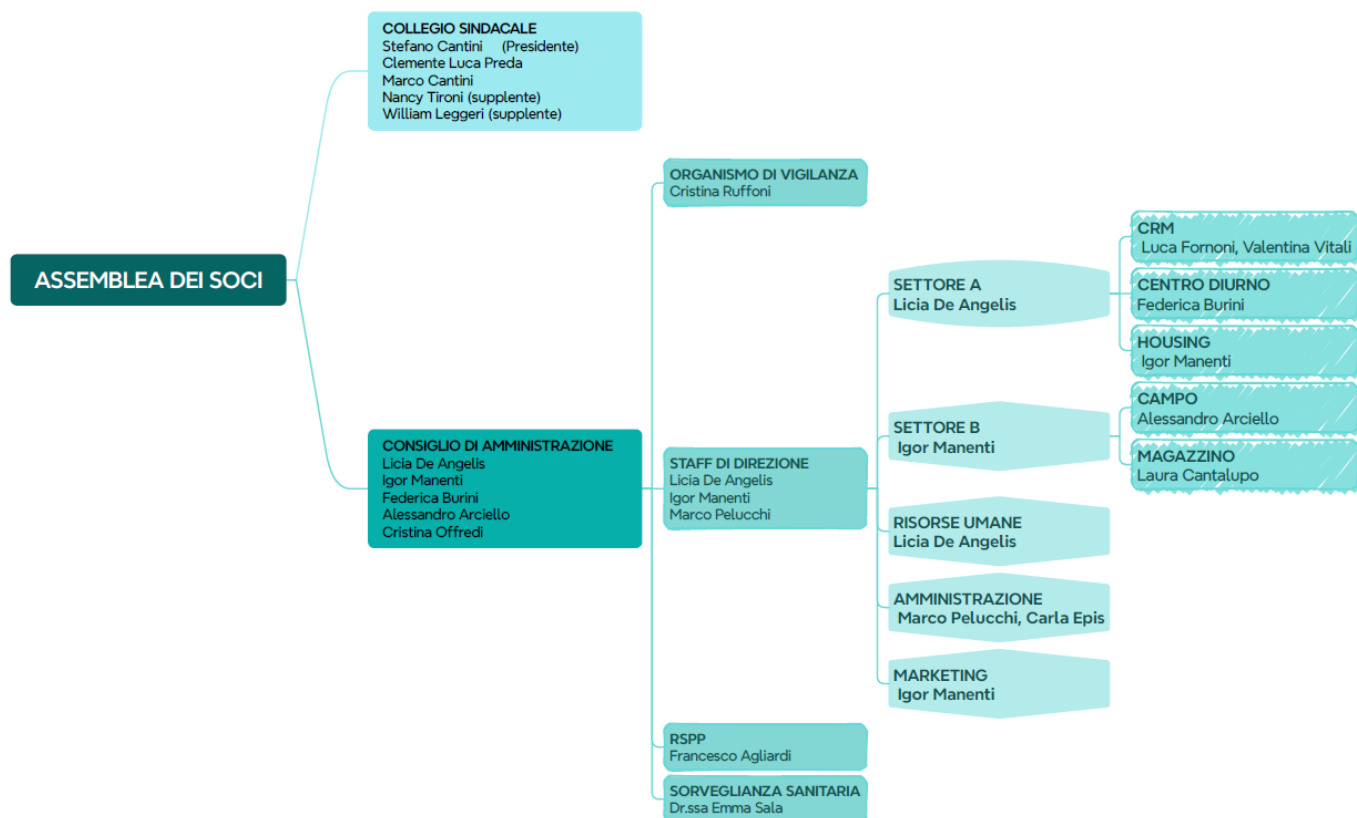 COLLEGIO SINDACALE
Stefano Cantini (Presidente)
Clemente Luca Preda
Marco Cantini
Nancy Tironi (supplente)
William Leggeri (supplente)
ASSEMBLEA DEI SOCI
CONSIGLIO DI AMMINISTRAZIONE
Licia De Angelis
Igor Manenti
Federica Burini
Alessandro Arciello
Cristina Offredi
ORGANISMO DI VIGILANZA
Cristina Ruffoni
STAFF DI DIREZIONE
Licia De Angelis
Igor Manenti
Marco Pelucchi
RSPP
Francesco Agliardi
SORVEGLIANZA SANITARIA
Dr.ssa Emma Sala
SETTORE A
Licia De Angelis
SETTORE B
Igor Manenti
RISORSE UMANE
Licia De Angelis
AMMINISTRAZIONE
Marco Pelucchi, Carla Epis
MARKETING
Igor Manenti
CRM
Luca Fornoni, Valentina Vitali
CENTRO DIURNO
Federica Burini
HOUSING
Igor Manenti
CAMPO
Alessandro Arciello
MAGAZZINO
Laura Cantalupo